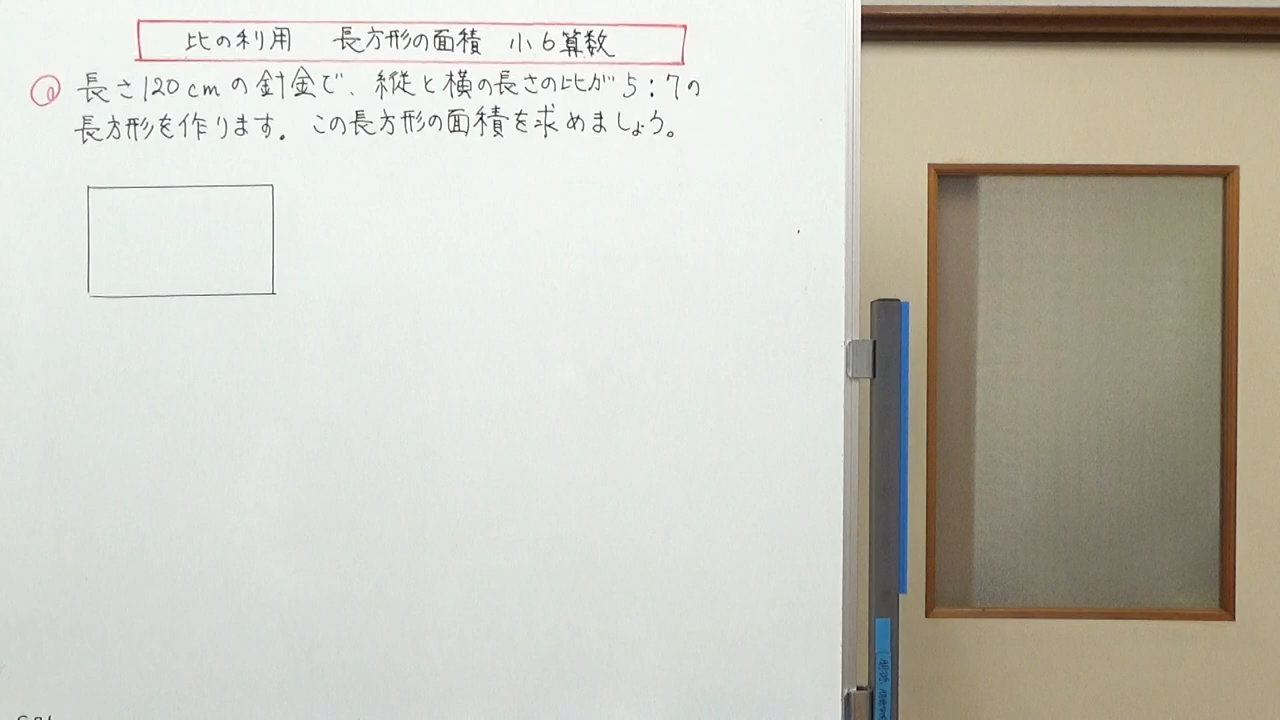 比の利用 長方形の面積 小6算数
長さ120cmの針金で、縦と横の長さの比が5:7の
長方形を作ります。この長方形の面積を求めましょう。